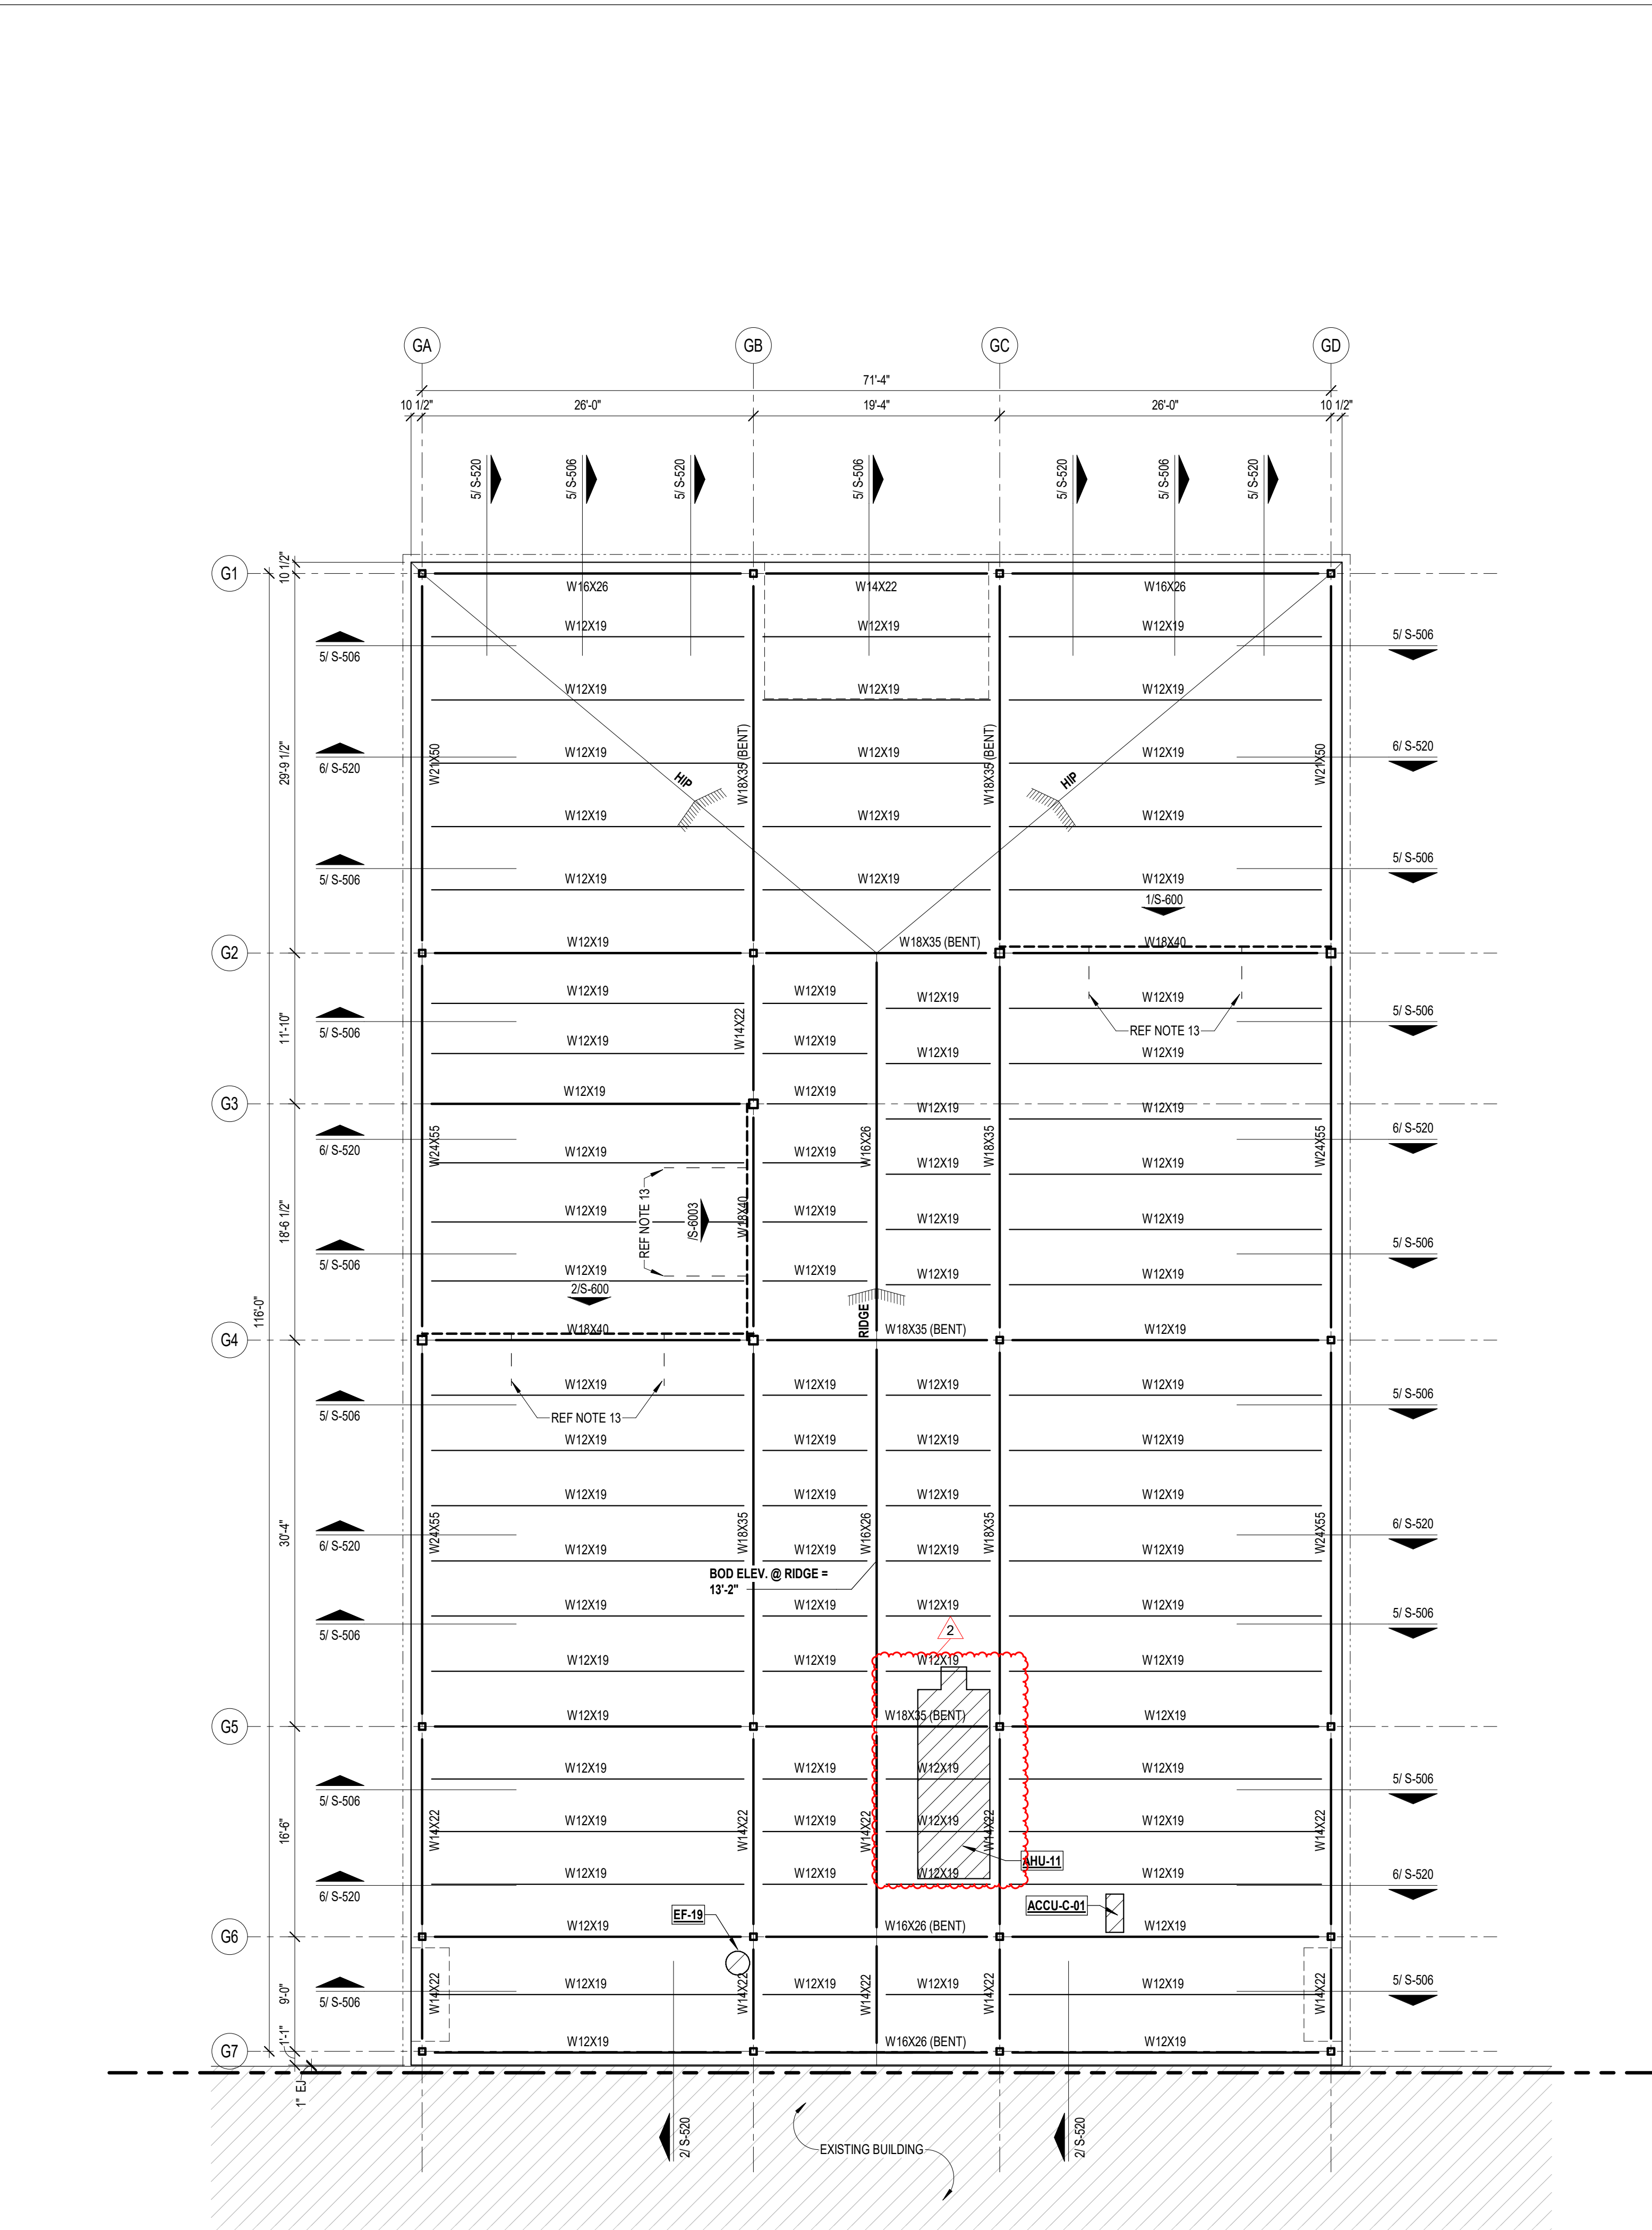 GA
GB
GC
GD
71'-4"
10 1/2"
26'-0"
19'-4"
26'-0"
10 1/2"
5/ S-520
5/ S-506
5/ S-520
5/ S-506
5/ S-520
5/ S-506
5/ S-520
G1
10 1/2"
W16X26
W14X22
W16X26
W12X19
W12X19
W12X19
5/ S-506
5/ S-506
W12X19
W12X19
W12X19
29'-9 1/2"
6/ S-520
W21X50
W12X19
W18X35 (BENT)
W12X19
W18X35 (BENT)
W12X19
W21X50
6/ S-520
HIP
HIP
W12X19
W12X19
W12X19
5/ S-506
5/ S-506
W12X19
W12X19
W12X19
1/S-600
G2
W12X19
W18X35 (BENT)
W18X40
11'-10"
5/ S-506
W12X19
W14X22
W12X19
W12X19
W12X19
5/ S-506
REF NOTE 13
W12X19
W12X19
W12X19
W12X19
G3
W12X19
W12X19
W12X19
W12X19
6/ S-520
W24X55
W12X19
W12X19
W16X26
W12X19
W18X35
W12X19
W24X55
6/ S-520
18'-6 1/2"
116'-0"
W12X19
REF NOTE 13
/S-6003
W18X40
W12X19
W12X19
W12X19
5/ S-506
5/ S-506
W12X19
W12X19
W12X19
W12X19
2/S-600
RIDGE
G4
W18X40
W18X35 (BENT)
W12X19
5/ S-506
W12X19
W12X19
W12X19
W12X19
5/ S-506
REF NOTE 13
W12X19
W12X19
W12X19
W12X19
W12X19
W12X19
W12X19
W12X19
30'-4"
6/ S-520
W24X55
W18X35
W16X26
W18X35
W24X55
6/ S-520
W12X19
W12X19
W12X19
W12X19
BOD ELEV. @ RIDGE =
13'-2"
W12X19
W12X19
W12X19
W12X19
5/ S-506
5/ S-506
2
W12X19
W12X19
W12X19
W12X19
G5
W12X19
W18X35 (BENT)
W12X19
5/ S-506
W12X19
W12X19
W12X19
W12X19
5/ S-506
16'-6"
W14X22
W12X19
W14X22
W12X19
W14X22
W12X19
W14X22
W12X19
W14X22
AHU-11
6/ S-520
W12X19
W12X19
W12X19
W12X19
6/ S-520
EF-19
ACCU-C-01
G6
W12X19
W16X26 (BENT)
W12X19
9'-0"
5/ S-506
W14X22
W12X19
W14X22
W12X19
W14X22
W12X19
W14X22
W12X19
W14X22
5/ S-506
G7
1'-1"
W12X19
W16X26 (BENT)
W12X19
1" EJ
2/ S-520
2/ S-520
EXISTING BUILDING